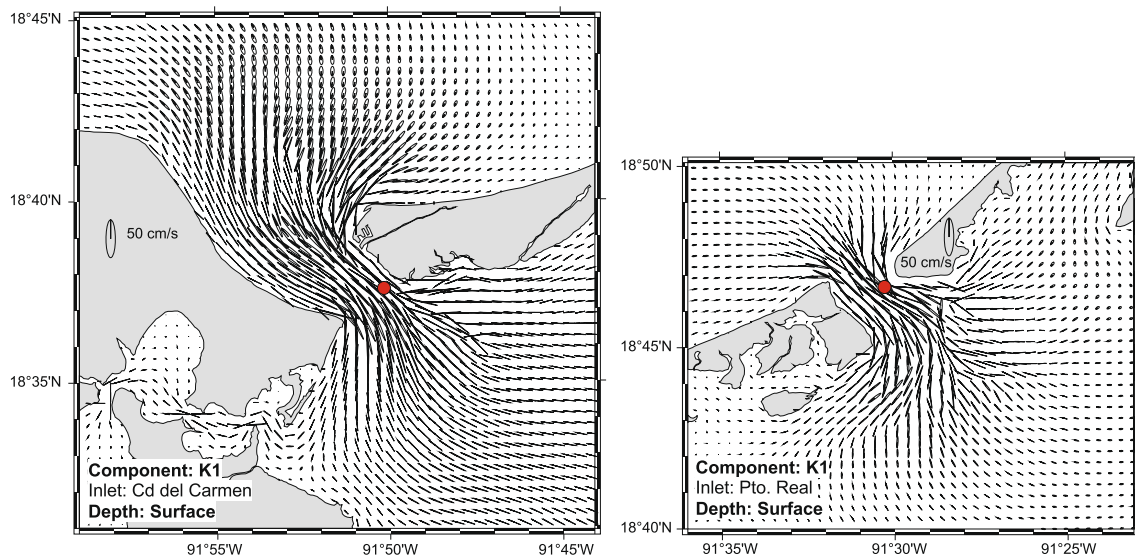 18°45'N
18°40'N
18°35'N
50 cm/s
Component: K1
Inlet: Cd del Carmen
Depth: Surface
91°55'W
91°50'W
91°45'W
18°50'N
18°45'N
18°40'N
50 cm/s
Component: K1
Inlet: Pto. Real
Depth: Surface
91°35'W
91°30'W
91°25'W